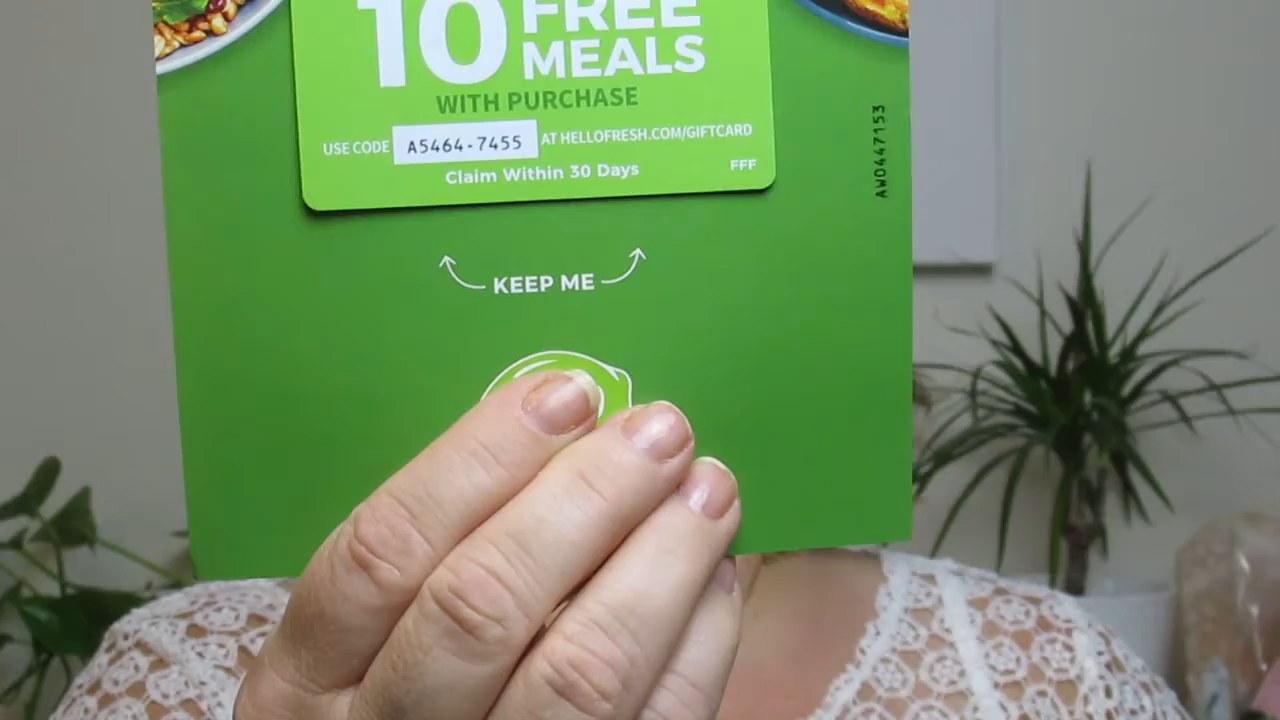 10 FREE
MEALS
WITH PURCHASE
USE CODE A5464-7455 AT HELLOFRESH.COM/GIFTCARD
Claim Within 30 Days
FFF
AW0447153
KEEP ME